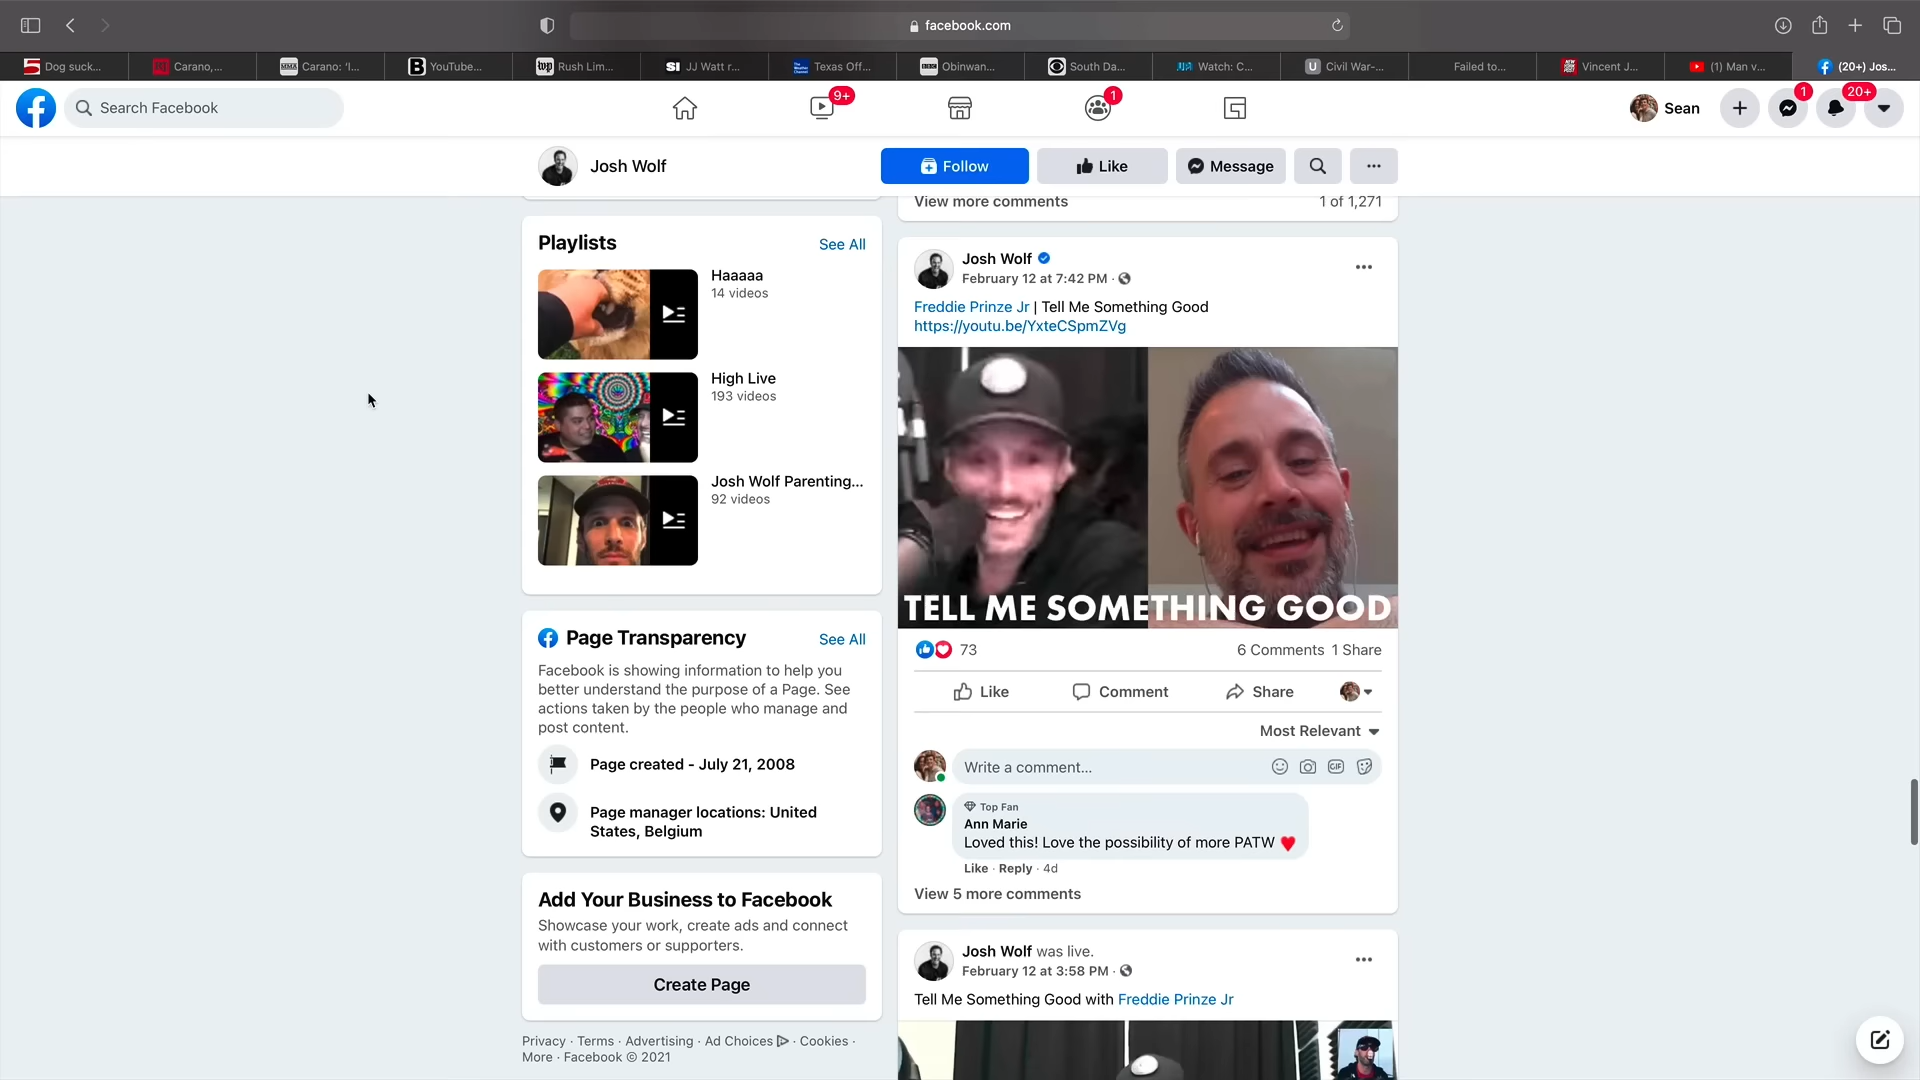 facebook.com
Dog suck...
Carano,...
Carano: 'I...
YouTube...
Rush Lim...
JJ Watt r...
Texas Off...
Obinwan...
South Da...
Watch: C...
Civil War-...
Failed to...
Vincent J...
(1) Man v...
(20+) Jos...
Search Facebook
9+
1
Sean
1
20+
Josh Wolf
Follow
Like
Message
View more comments
1 of 1,271
Playlists
See All
Haaaaa
14 videos
High Live
193 videos
Josh Wolf Parenting...
92 videos
Page Transparency
See All
Facebook is showing information to help you
better understand the purpose of a Page. See
actions taken by the people who manage and
post content.
Page created - July 21, 2008
Page manager locations: United
States, Belgium
Add Your Business to Facebook
Showcase your work, create ads and connect
with customers or supporters.
Create Page
Privacy · Terms · Advertising · Ad Choices · Cookies ·
More · Facebook © 2021
Josh Wolf
February 12 at 7:42 PM ·
Freddie Prinze Jr | Tell Me Something Good
https://youtu.be/YxteCSpmZVg
TELL ME SOMETHING GOOD
73
6 Comments 1 Share
Like
Comment
Share
Most Relevant
Write a comment...
GIF
Top Fan
Ann Marie
Loved this! Love the possibility of more PATW ♥
Like · Reply · 4d
View 5 more comments
Josh Wolf was live.
February 12 at 3:58 PM ·
Tell Me Something Good with Freddie Prinze Jr